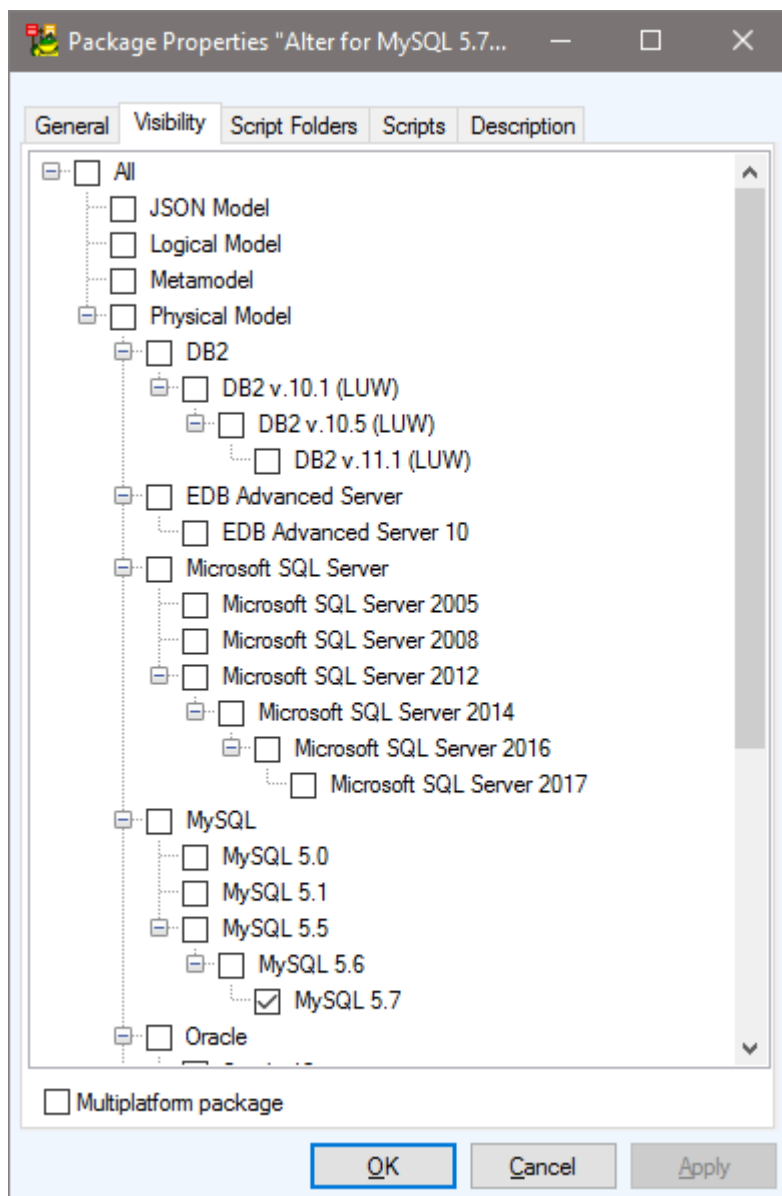 Package Properties "Alter for MySQL 5.7...
General Visibility Script Folders Scripts Description
All
JSON Model
Logical Model
Metamodel
Physical Model
DB2
DB2 v.10.1 (LUW)
DB2 v.10.5 (LUW)
DB2 v.11.1 (LUW)
EDB Advanced Server
EDB Advanced Server 10
Microsoft SQL Server
Microsoft SQL Server 2005
Microsoft SQL Server 2008
Microsoft SQL Server 2012
Microsoft SQL Server 2014
Microsoft SQL Server 2016
Microsoft SQL Server 2017
MySQL
MySQL 5.0
MySQL 5.1
MySQL 5.5
MySQL 5.6
MySQL 5.7
Oracle
Multiplatform package
OK Cancel Apply